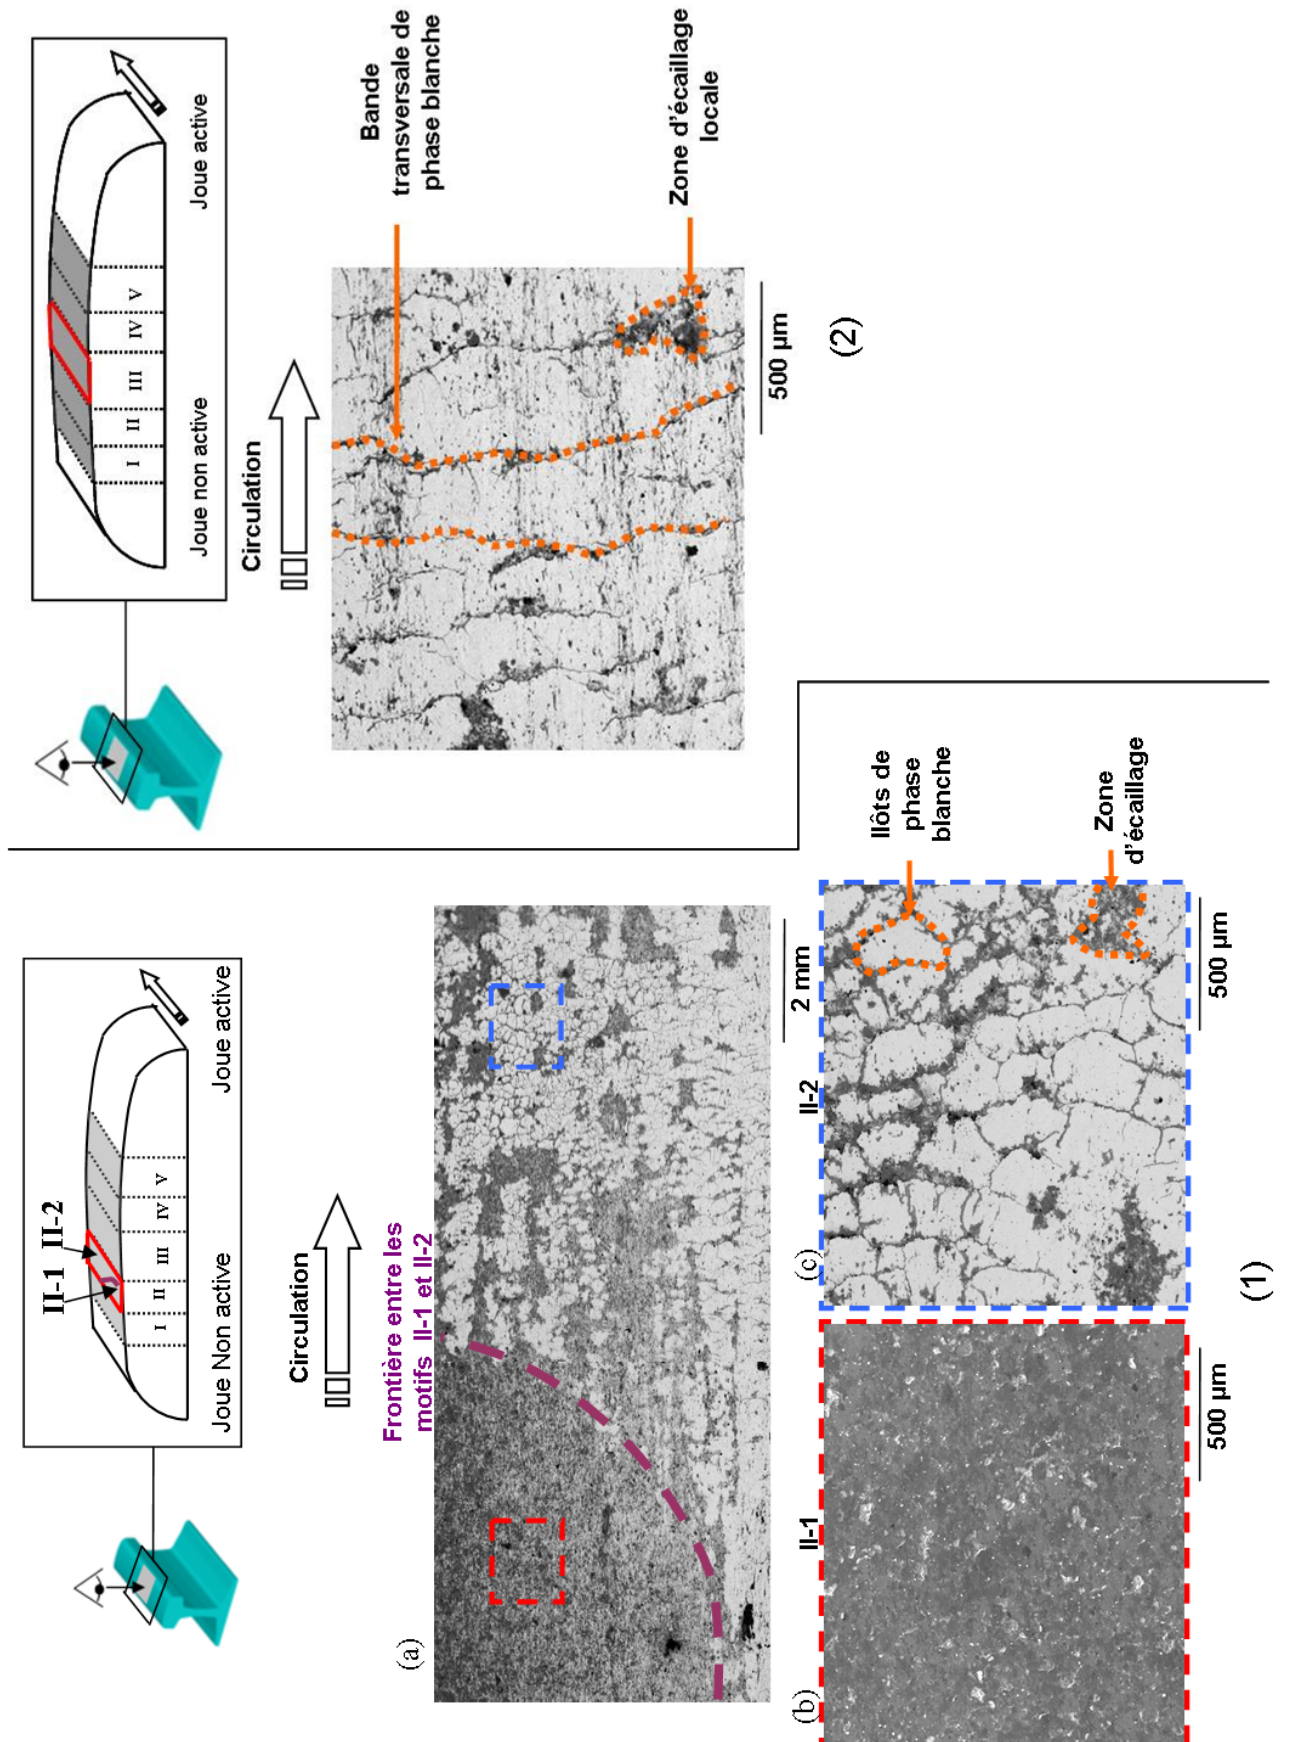 II-1 II-2
I
II
III
IV
V
Joue Non active
Joue active
Circulation
Frontière entre les
motifs II-1 et II-2
(a)
2 mm
(b)
II-1
500 µm
(c)
II-2
500 µm
Ilôts de
phase
blanche
Zone
d'écaillage
(1)
I
II
III
IV
V
Joue non active
Joue active
Circulation
Bande
transversale de
phase blanche
Zone d'écaillage
locale
500 µm
(2)